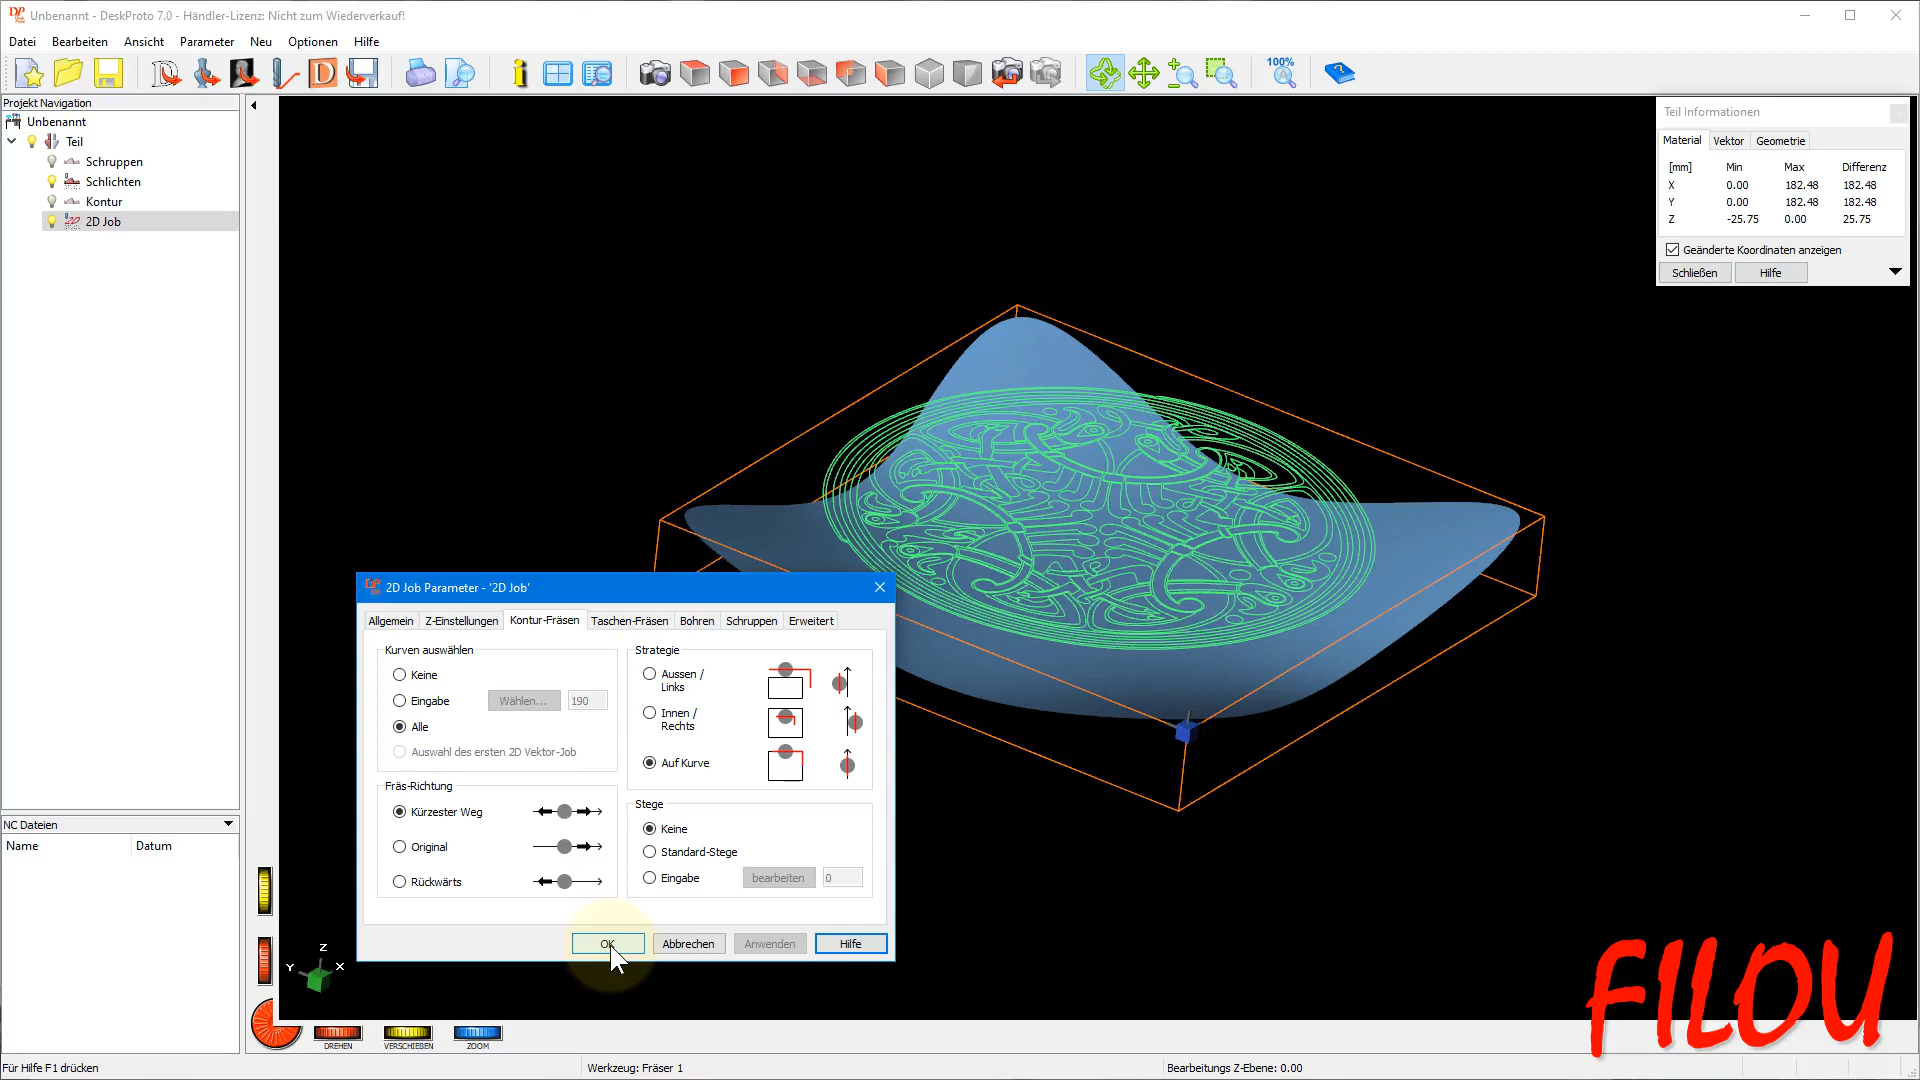 Unbenannt - DeskProto 7.0 - Händler-Lizenz: Nicht zum Wiederverkauf!
Datei Bearbeiten Ansicht Parameter Neu Optionen Hilfe
100%
Projekt Navigation
Unbenannt
Teil
Schruppen
Schlichten
Kontur
2D Job
Teil Informationen
Material Vektor Geometrie
[mm] Min Max Differenz
X 0.00 182.48 182.48
Y 0.00 182.48 182.48
Z -25.75 0.00 25.75
Geänderte Koordinaten anzeigen
Schließen Hilfe
2D Job Parameter - '2D Job'
Allgemein Z-Einstellungen Kontur-Fräsen Taschen-Fräsen Bohren Schruppen Erweitert
Kurven auswählen
Keine
Eingabe Wählen... 190
Alle
Auswahl des ersten 2D Vektor-Job
Fräs-Richtung
Kürzester Weg
Original
Rückwärts
Strategie
Aussen /
Links
Innen /
Rechts
Auf Kurve
Stege
Keine
Standard-Stege
Eingabe bearbeiten 0
OK Abbrechen Anwenden Hilfe
NC Dateien
Name Datum
Z
Y X
DREHEN VERSCHIEBEN ZOOM
FILOU
Für Hilfe F1 drücken Werkzeug: Fräser 1 Bearbeitungs Z-Ebene: 0.00